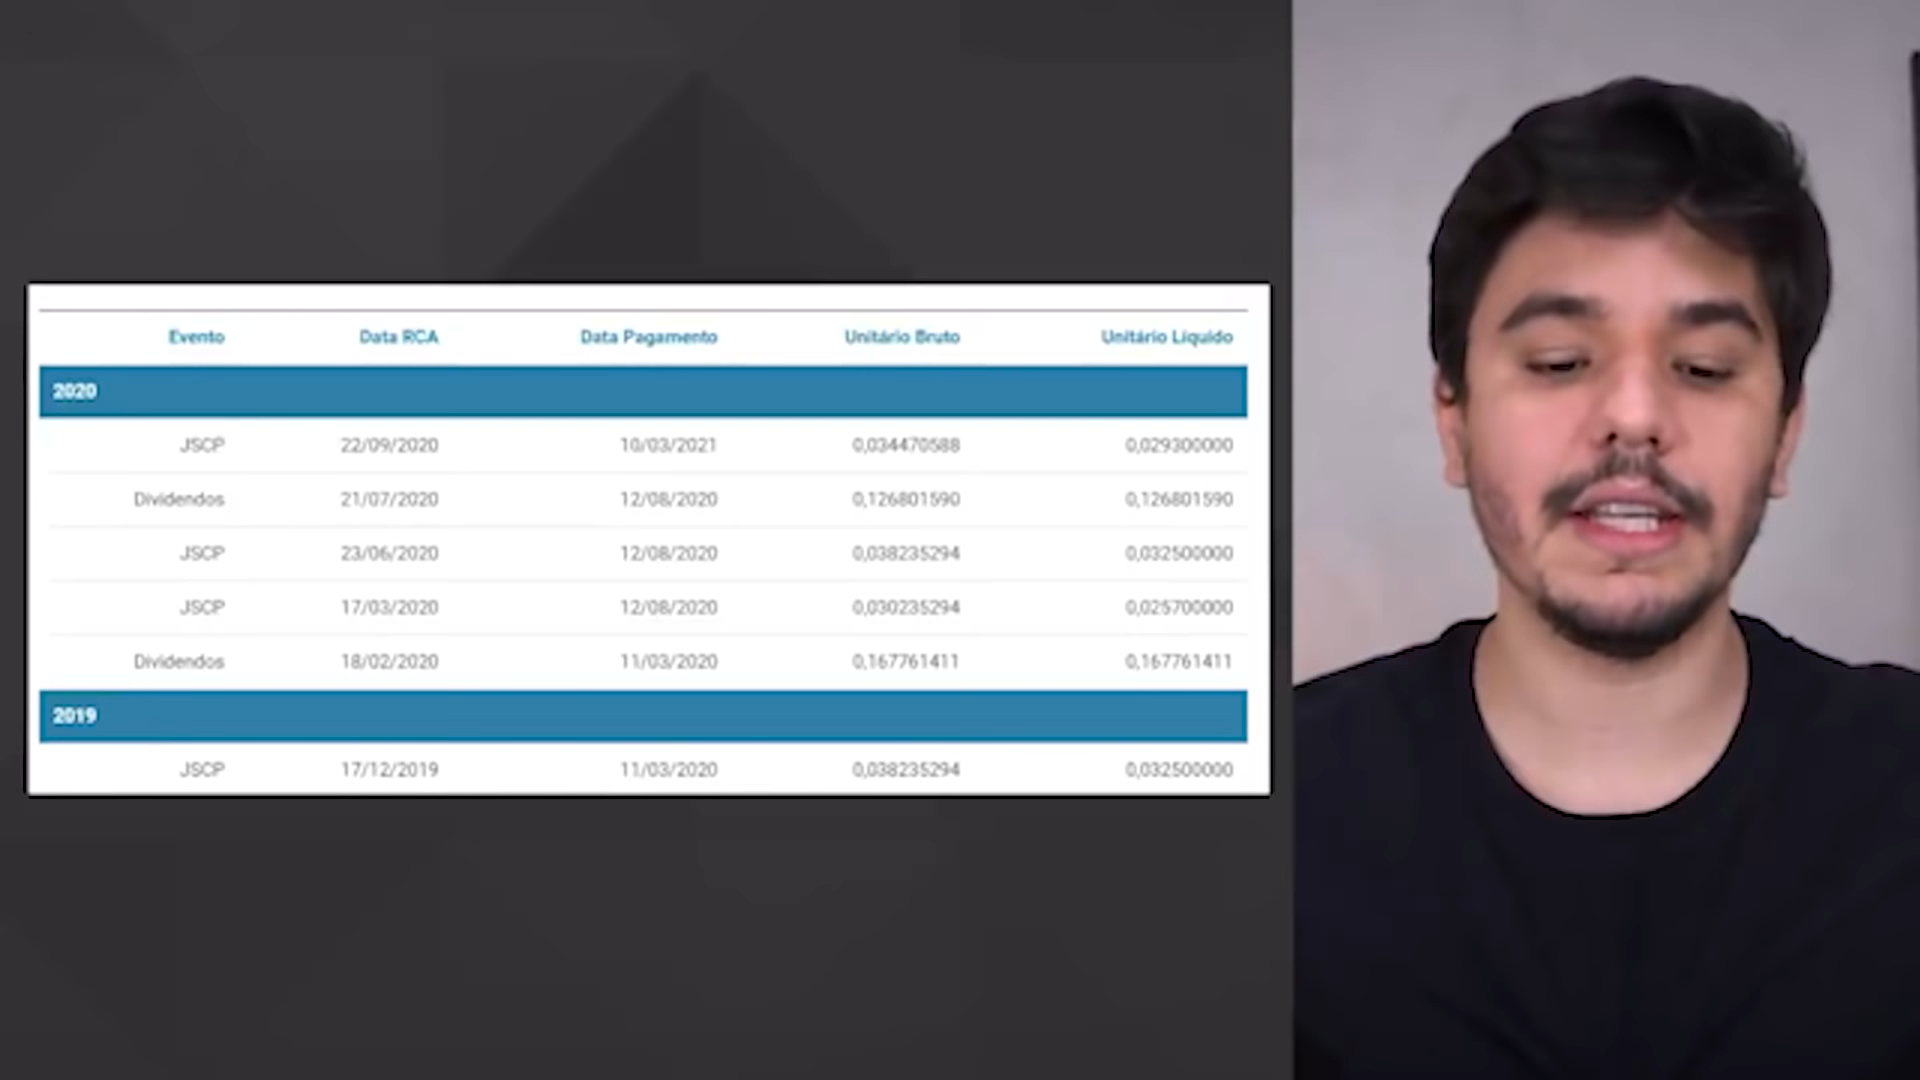 Evento Data RCA Data Pagamento Unitário Bruto Unitário Líquido
2020
JSCP 22/09/2020 10/03/2021 0,034470588 0,029300000
Dividendos 21/07/2020 12/08/2020 0,126801590 0,126801590
JSCP 23/06/2020 12/08/2020 0,038235294 0,032500000
JSCP 17/03/2020 12/08/2020 0,030235294 0,025700000
Dividendos 18/02/2020 11/03/2020 0,167761411 0,167761411
2019
JSCP 17/12/2019 11/03/2020 0,038235294 0,032500000